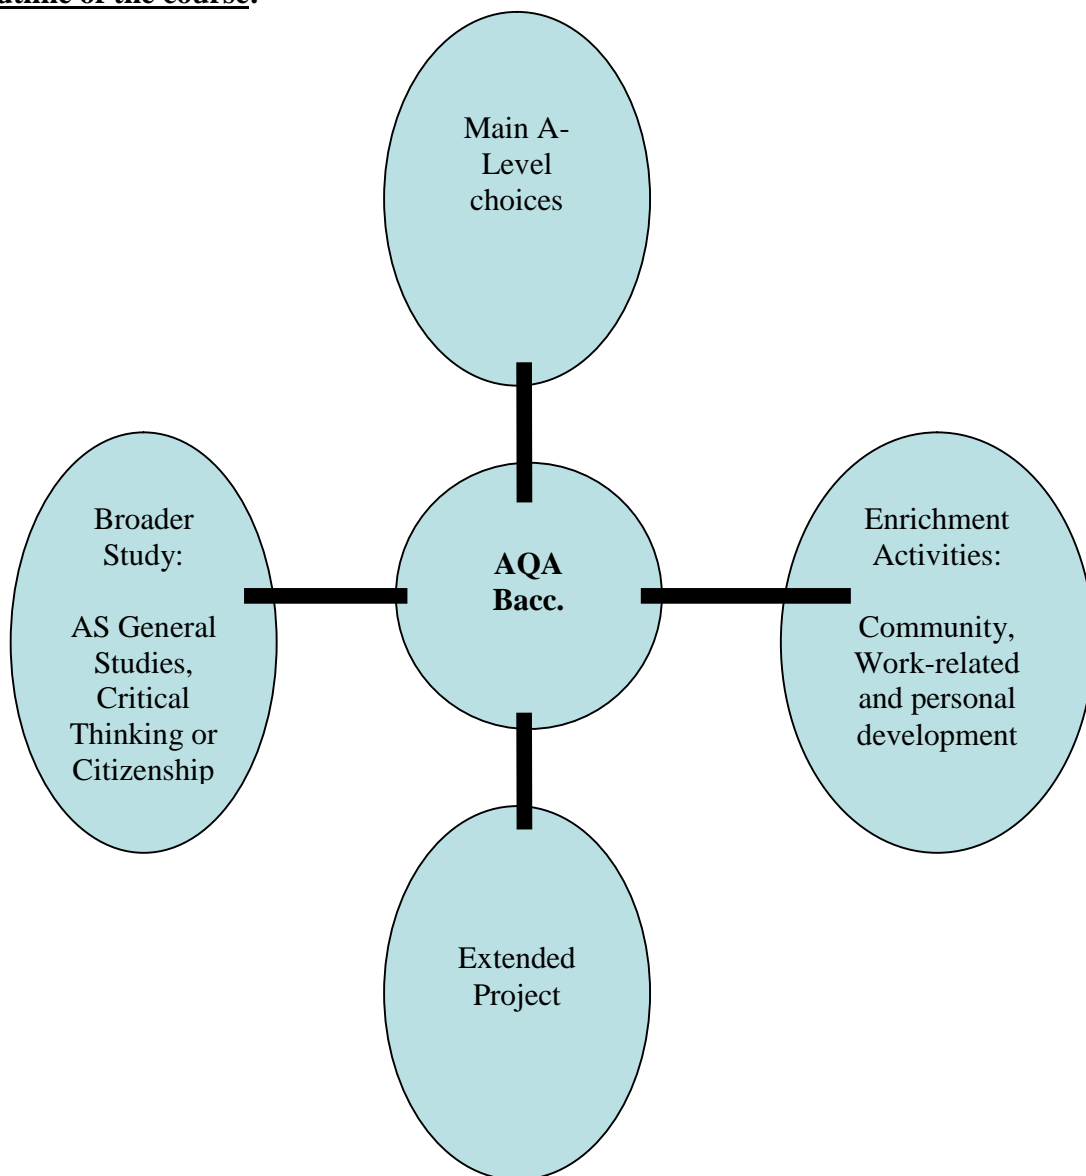 of the course:
Main A-
Level
choices
Broader
Study:
AS General
Studies,
Critical
Thinking or
Citizenship
AQA
Bacc.
Enrichment
Activities:
Community,
Work-related
and personal
development
Extended
Project